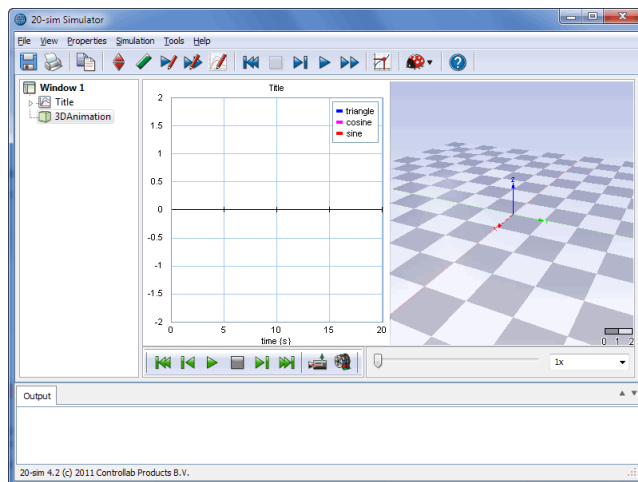 20-sim Simulator
File View Properties Simulation Tools Help
Window 1
Title
3DAnimation
Title
2
1.5
1
0.5
0
-0.5
-1
-1.5
-2
0 5 10 15 20
time {s}
triangle
cosine
sine
z
Y
x
0 1 2
1x
Output
20-sim 4.2 (c) 2011 Controllab Products B.V.